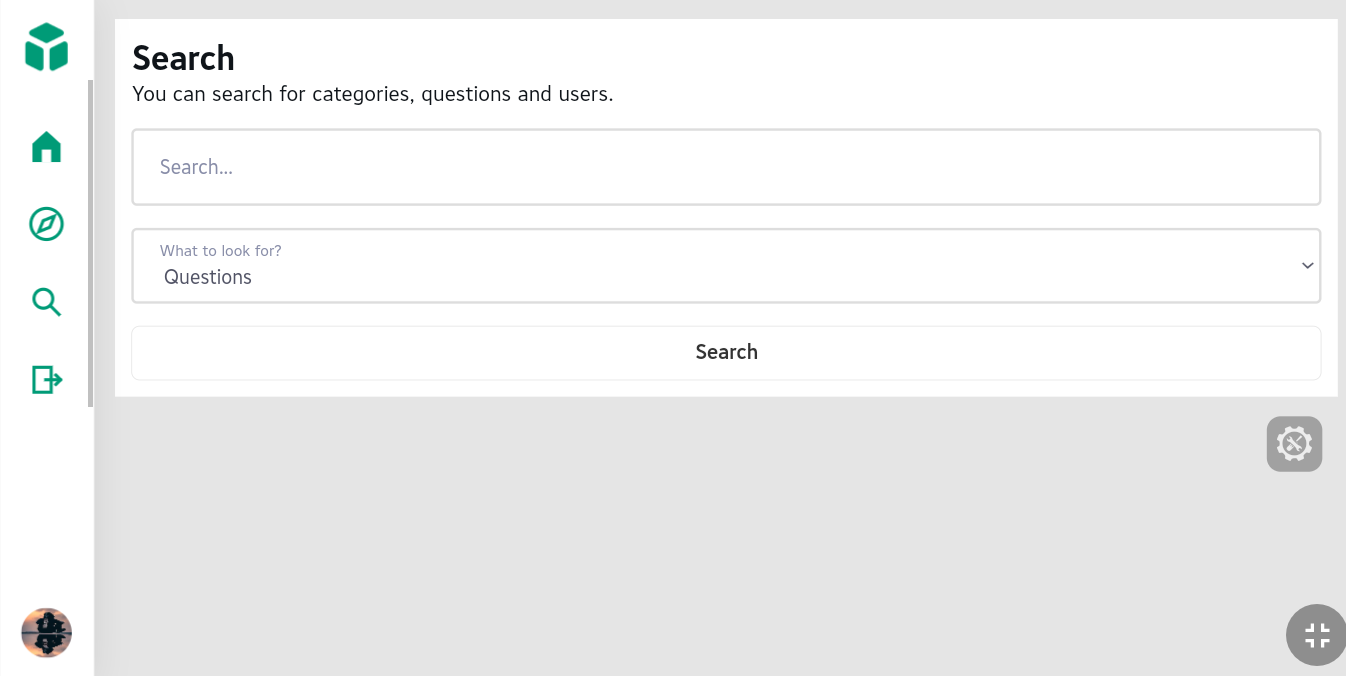 Search
You can search for categories, questions and users.
Search...
What to look for?
Questions
Search